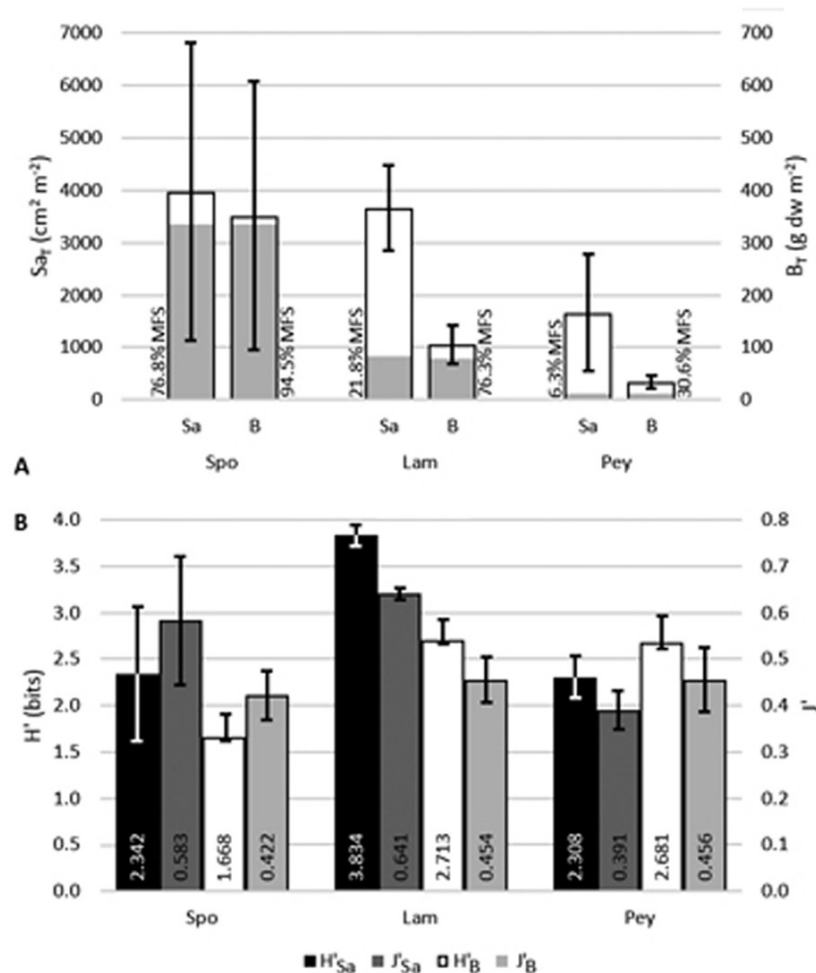 7000
6000
5000
4000
3000
2000
1000
0
Sa_T (cm² m⁻²)
700
600
500
400
300
200
100
0
B_T (g dw m⁻²)
76.8% MFS
94.5% MFS
21.8% MFS
76.3% MFS
6.3% MFS
30.6% MFS
Sa B Sa B Sa B
Spo Lam Pey
A
B
4.0
3.5
3.0
2.5
2.0
1.5
1.0
0.5
0.0
H' (bits)
0.8
0.7
0.6
0.5
0.4
0.3
0.2
0.1
0.0
J'
2.342
0.583
1.668
0.422
3.834
0.641
2.713
0.454
2.308
0.391
2.681
0.456
Spo Lam Pey
H'Sa J'Sa H'B J'B